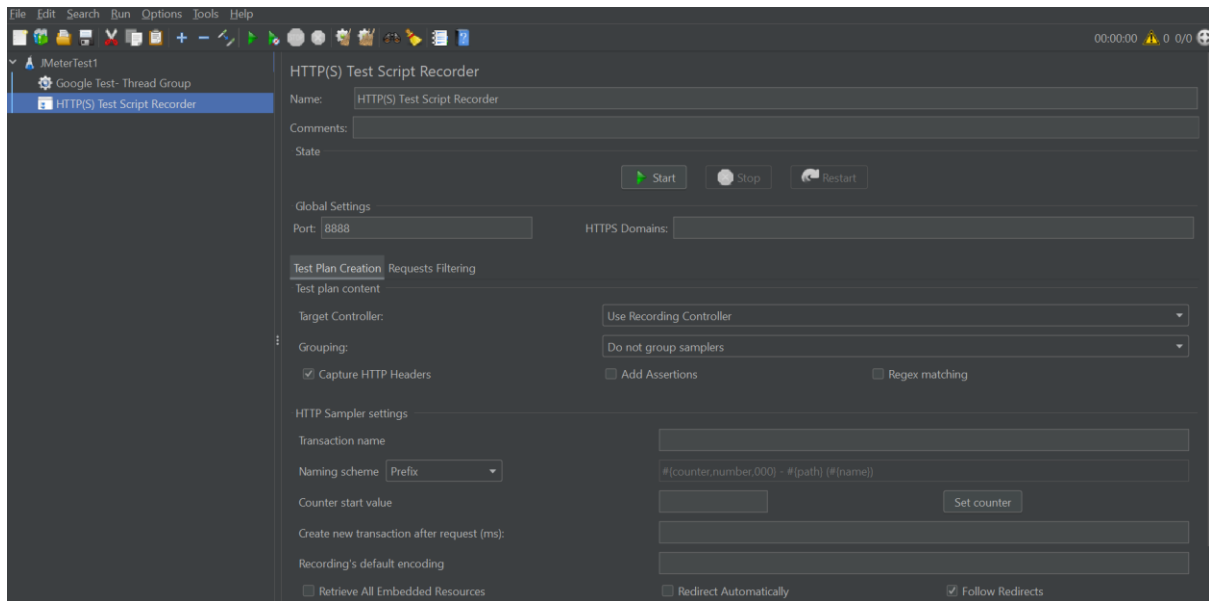 File Edit Search Run Options Tools Help
00:00:00 0 0/0
JMeterTest1
Google Test- Thread Group
HTTP(S) Test Script Recorder
HTTP(S) Test Script Recorder
Name: HTTP(S) Test Script Recorder
Comments:
State
Start Stop Restart
Global Settings
Port: 8888 HTTPS Domains:
Test Plan Creation Requests Filtering
Test plan content
Target Controller: Use Recording Controller
Grouping: Do not group samplers
Capture HTTP Headers Add Assertions Regex matching
HTTP Sampler settings
Transaction name
Naming scheme Prefix #{counter,number,000} - #{path} (#{name})
Counter start value Set counter
Create new transaction after request (ms):
Recording's default encoding
Retrieve All Embedded Resources Redirect Automatically Follow Redirects